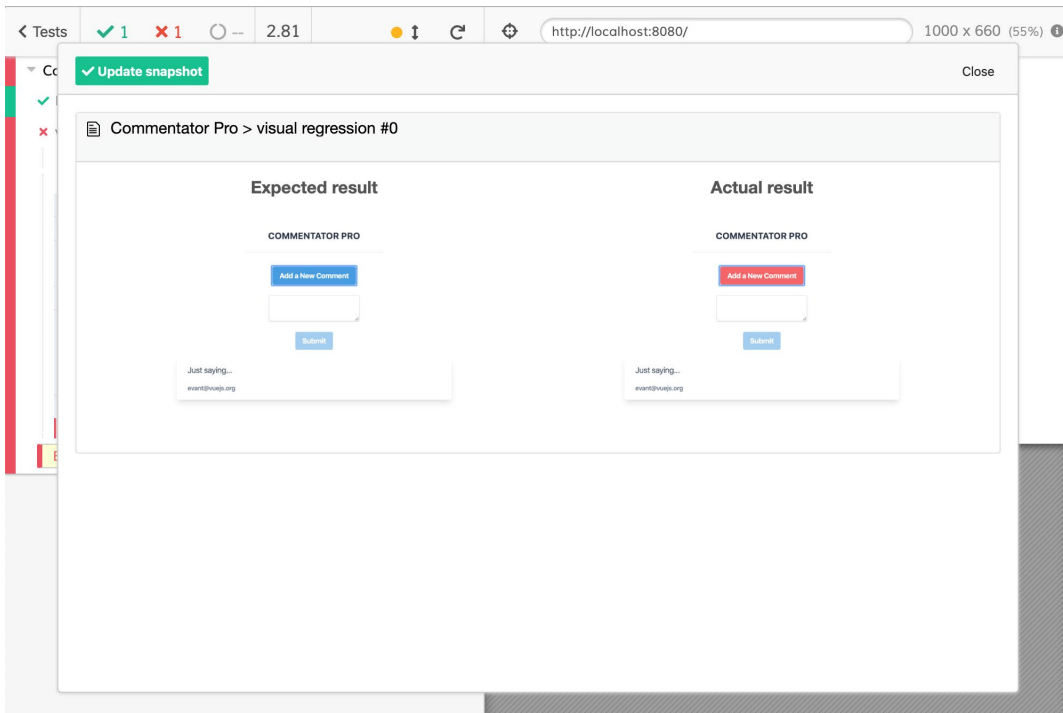 Tests 1 1 -- 2.81 http://localhost:8080/ 1000 x 660 (55%)
Update snapshot Close
Commentator Pro > visual regression #0
Expected result Actual result
COMMENTATOR PRO COMMENTATOR PRO
Add a New Comment Add a New Comment
Submit Submit
Just saying... Just saying...
evant@vuejs.org evant@vuejs.org